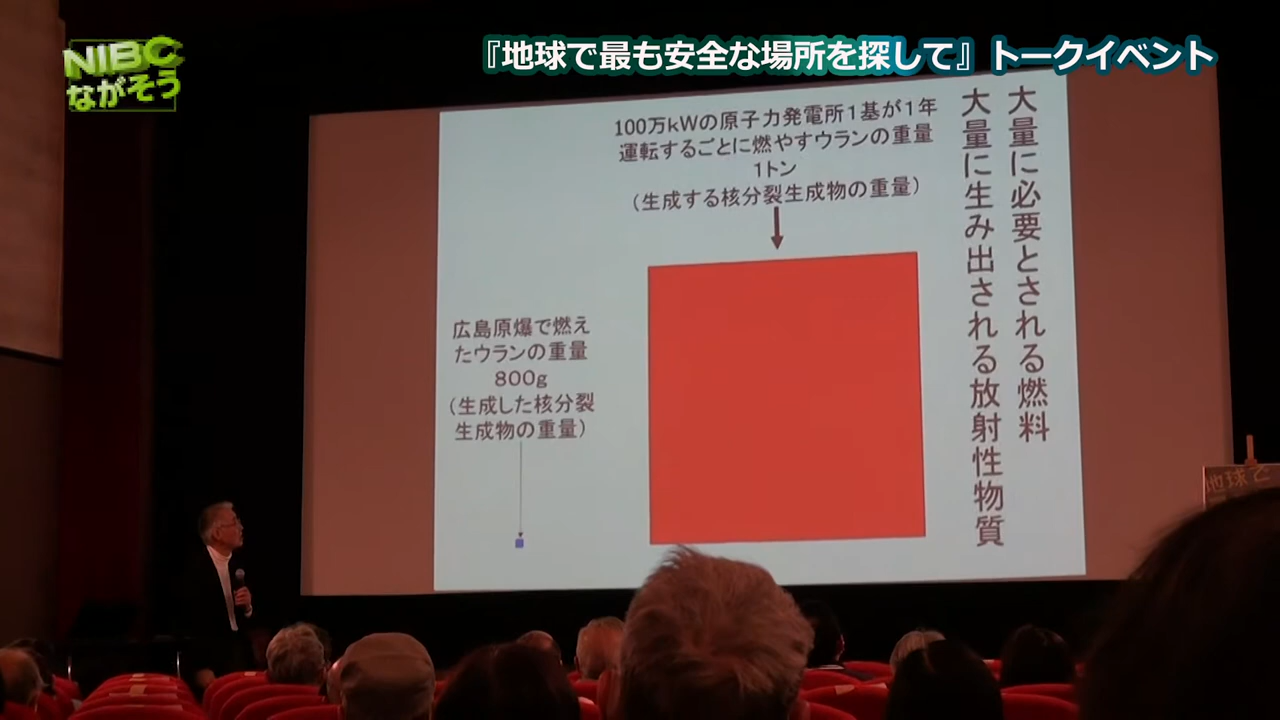 NIBC
ながそう
『地球で最も安全な場所を探して』トークイベント
大量に必要とされる燃料
大量に生み出される放射性物質
100万kWの原子力発電所1基が1年
運転するごとに燃やすウランの重量
1トン
(生成する核分裂生成物の重量)
広島原爆で燃え
たウランの重量
800g
(生成した核分裂
生成物の重量)
地球で